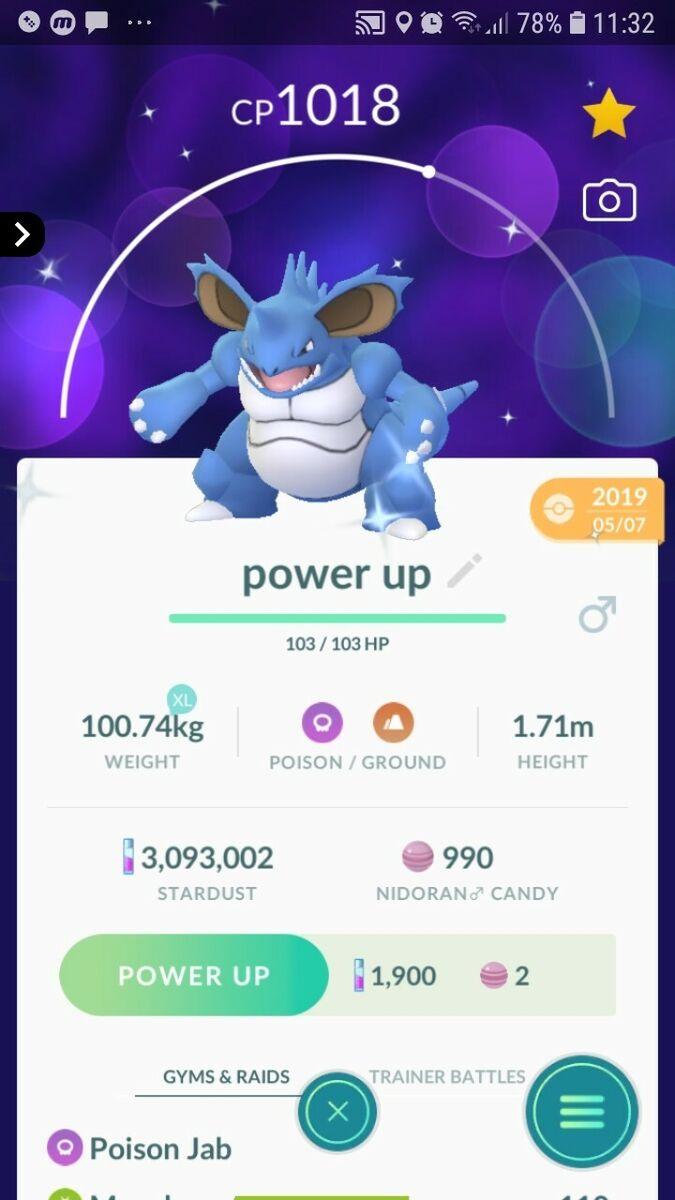 78% 11:32
CP1018
2019
05/07
power up
103 / 103 HP
XL
100.74kg
1.71m
WEIGHT
POISON / GROUND
HEIGHT
3,093,002
990
STARDUST
NIDORAN♂ CANDY
POWER UP
1,900
2
GYMS & RAIDS
TRAINER BATTLES
Poison Jab